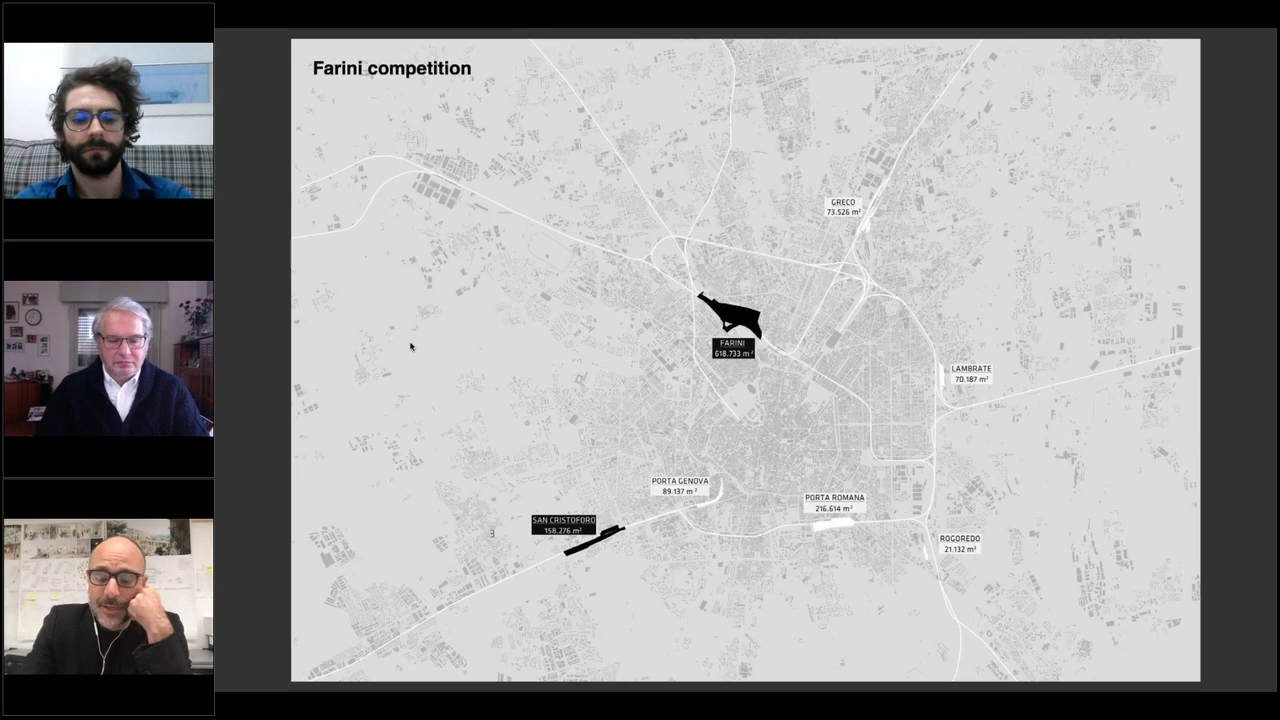 Farini competition
GRECO
73.526 m²
FARINI
618.733 m²
LAMBRATE
70.187 m²
PORTA GENOVA
89.137 m²
PORTA ROMANA
216.614 m²
SAN CRISTOFORO
158.276 m²
ROGOREDO
21.132 m²